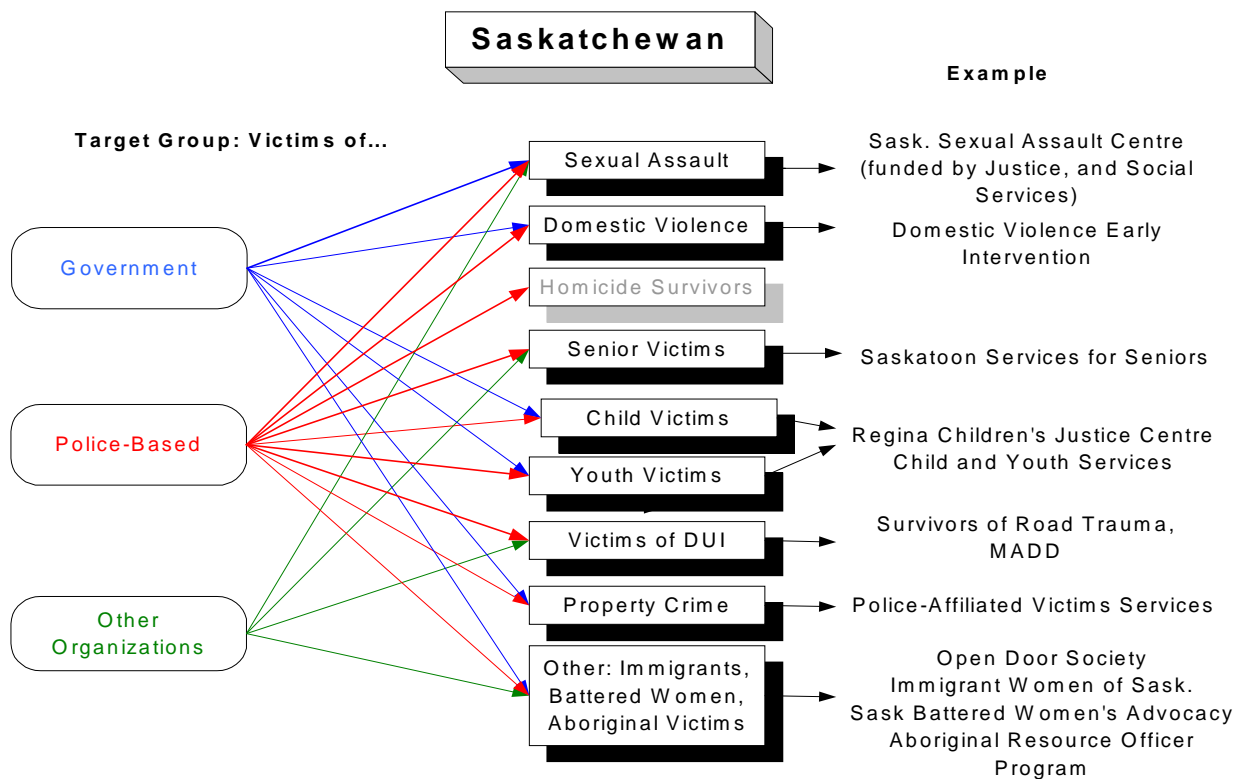 Saskatchewan
Example
Target Group: Victims of...
Government
Police-Based
Other
Organizations
Sexual Assault
Domestic Violence
Homicide Survivors
Senior Victims
Child Victims
Youth Victims
Victims of DUI
Property Crime
Other: Immigrants,
Battered Women,
Aboriginal Victims
Sask. Sexual Assault Centre
(funded by Justice, and Social
Services)
Domestic Violence Early
Intervention
Saskatoon Services for Seniors
Regina Children's Justice Centre
Child and Youth Services
Survivors of Road Trauma,
MADD
Police-Affiliated Victims Services
Open Door Society
Immigrant Women of Sask.
Sask Battered Women's Advocacy
Aboriginal Resource Officer
Program